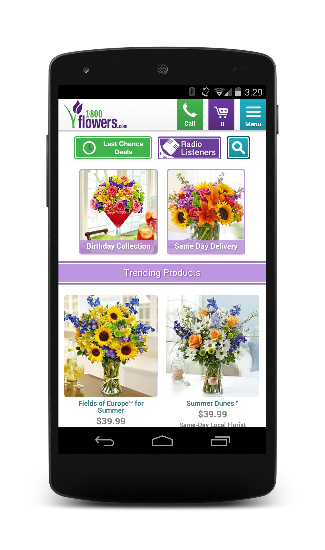 3:29
1·800
flowers.com
Call
0
Menu
Last Chance
Deals
Radio
Listeners
Birthday Collection
Same Day Delivery
Trending Products
Fields of Europe™ for
Summer
$39.99
Summer Dunes™
$39.99
Same-Day Local Florist